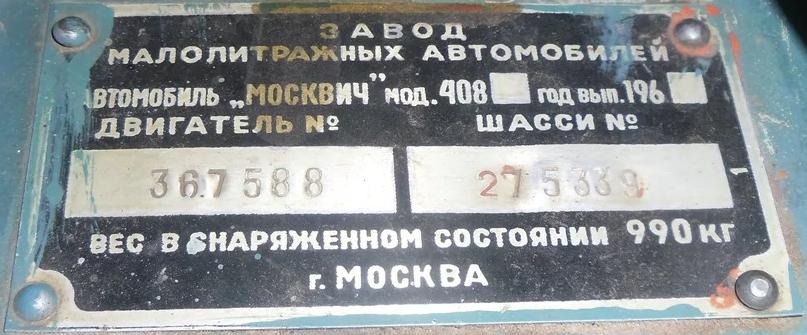 ЗАВОД
МАЛОЛИТРАЖНЫХ АВТОМОБИЛЕЙ
АВТОМОБИЛЬ „МОСКВИЧ" МОД. 408 ГОД ВЫП. 196
ДВИГАТЕЛЬ № ШАССИ №
367588 275339
ВЕС В СНАРЯЖЕННОМ СОСТОЯНИИ 990 КГ
г. МОСКВА